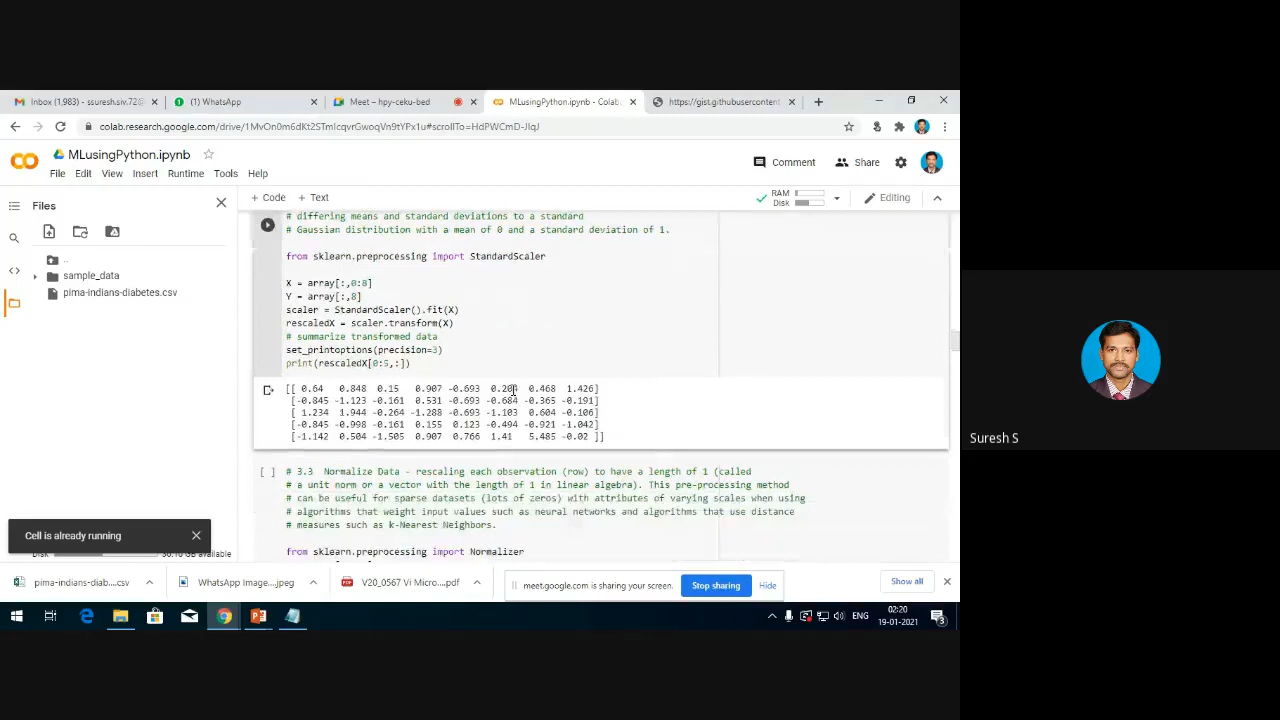 Inbox (1,983) - ssuresh.siv.72@
(1) WhatsApp
Meet – hpy-ceku-bed
MLusingPython.ipynb - Colab
https://gist.githubusercontent
colab.research.google.com/drive/1MvOn0m6dKt2STmIcqvrGwoqVn9tYPx1u#scrollTo=HdPWCmD-JlqJ
MLusingPython.ipynb
Comment
Share
File Edit View Insert Runtime Tools Help
Files
+ Code + Text
RAM
Disk
Editing
..
sample_data
pima-indians-diabetes.csv
# differing means and standard deviations to a standard
# Gaussian distribution with a mean of 0 and a standard deviation of 1.
from sklearn.preprocessing import StandardScaler
X = array[:,0:8]
Y = array[:,8]
scaler = StandardScaler().fit(X)
rescaledX = scaler.transform(X)
# summarize transformed data
set_printoptions(precision=3)
print(rescaledX[0:5,:])
[[ 0.64 0.848 0.15 0.907 -0.693 0.204 0.468 1.426]
[-0.845 -1.123 -0.161 0.531 -0.693 -0.684 -0.365 -0.191]
[ 1.234 1.944 -0.264 -1.288 -0.693 -1.103 0.604 -0.106]
[-0.845 -0.998 -0.161 0.155 0.123 -0.494 -0.921 -1.042]
[-1.142 0.504 -1.505 0.907 0.766 1.41 5.485 -0.02 ]]
[ ] # 3.3 Normalize Data - rescaling each observation (row) to have a length of 1 (called
# a unit norm or a vector with the length of 1 in linear algebra). This pre-processing method
# can be useful for sparse datasets (lots of zeros) with attributes of varying scales when using
# algorithms that weight input values such as neural networks and algorithms that use distance
# measures such as k-Nearest Neighbors.
from sklearn.preprocessing import Normalizer
Cell is already running
available
pima-indians-diab....csv
WhatsApp Image....jpeg
V20_0567 Vi Micro....pdf
meet.google.com is sharing your screen.
Stop sharing
Hide
Show all
ENG
02:20
19-01-2021
3
Suresh S